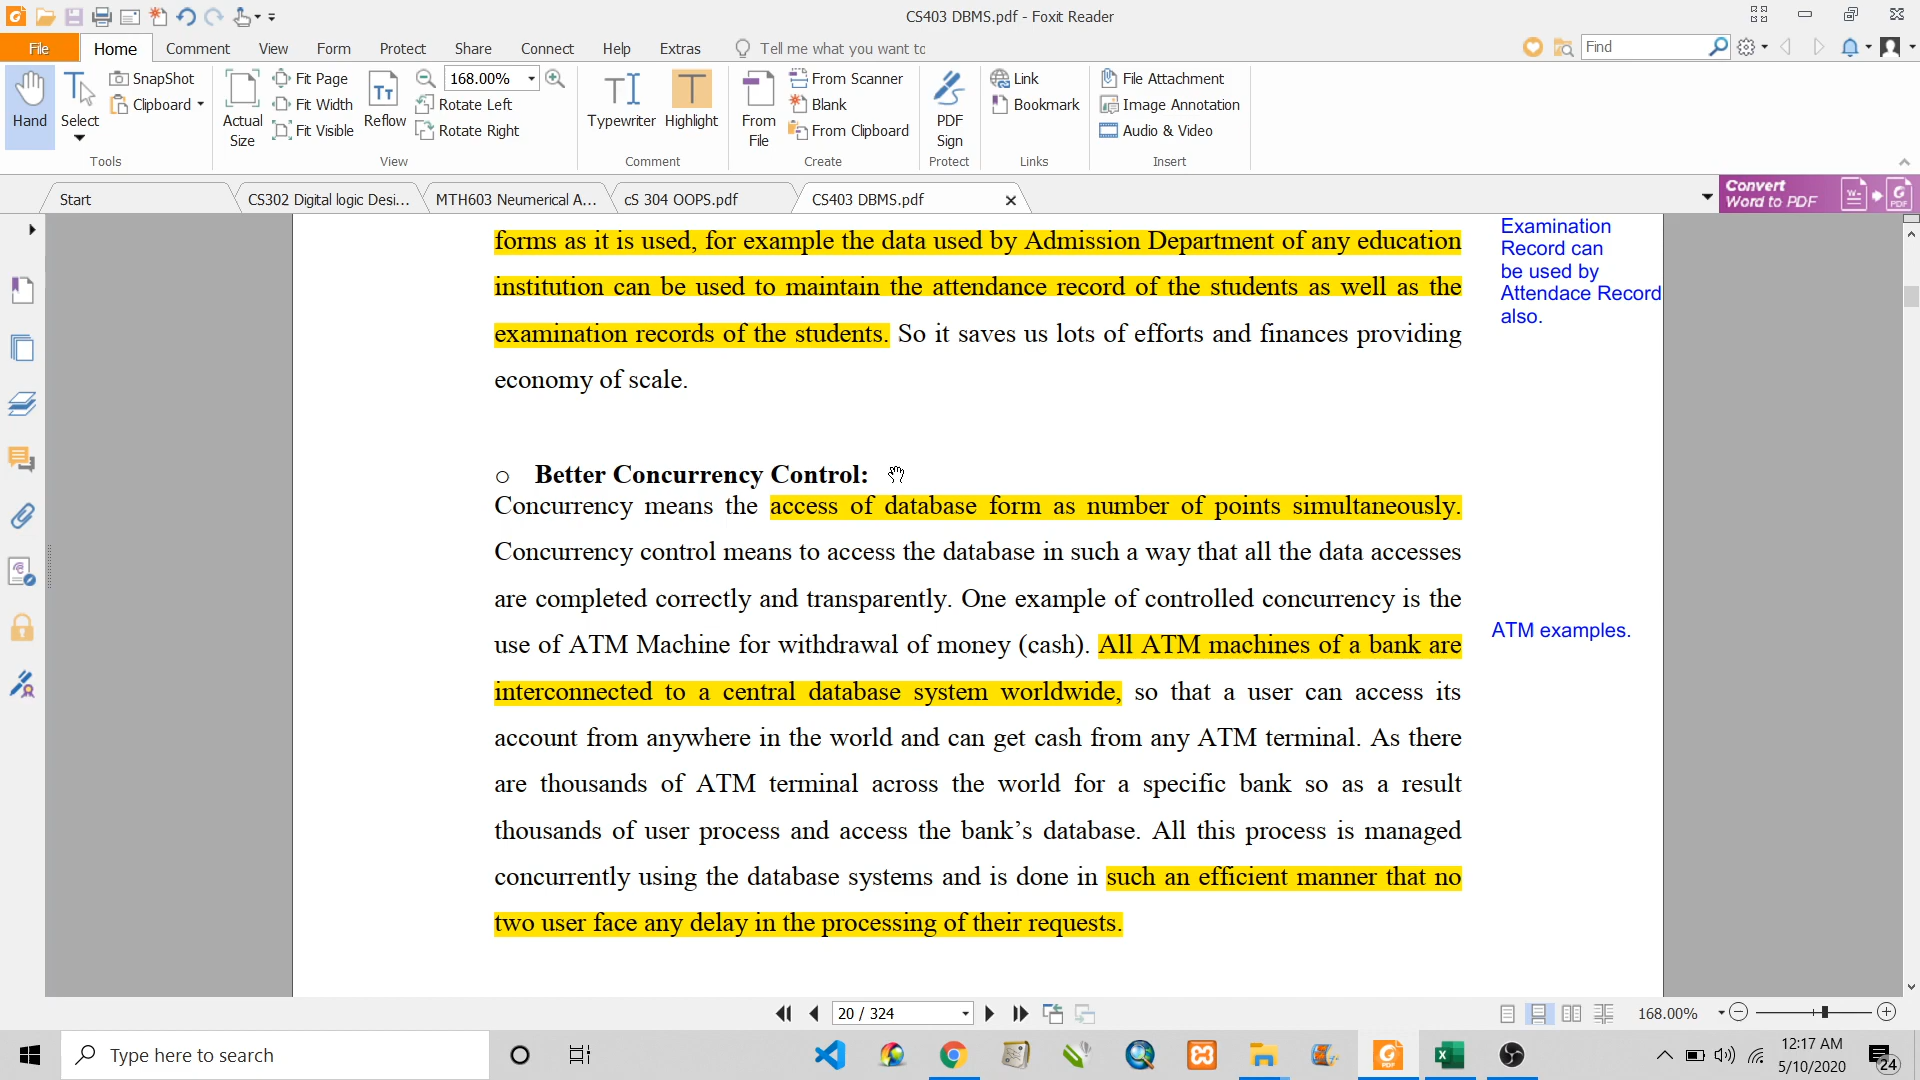 CS403 DBMS.pdf - Foxit Reader
File Home Comment View Form Protect Share Connect Help Extras Tell me what you want to
Find
Hand
Select
SnapShot
Clipboard
Tools
Actual Size
Fit Page
Fit Width
Fit Visible
Reflow
168.00%
Rotate Left
Rotate Right
View
Typewriter
Highlight
Comment
From File
From Scanner
Blank
From Clipboard
Create
PDF Sign
Protect
Link
Bookmark
Links
File Attachment
Image Annotation
Audio & Video
Insert
Start
CS302 Digital logic Desi...
MTH603 Neumerical A...
cS 304 OOPS.pdf
CS403 DBMS.pdf
Convert
Word to PDF
forms as it is used, for example the data used by Admission Department of any education
institution can be used to maintain the attendance record of the students as well as the
examination records of the students. So it saves us lots of efforts and finances providing
economy of scale.
Examination
Record can
be used by
Attendace Record
also.
o Better Concurrency Control:
Concurrency means the access of database form as number of points simultaneously.
Concurrency control means to access the database in such a way that all the data accesses
are completed correctly and transparently. One example of controlled concurrency is the
use of ATM Machine for withdrawal of money (cash). All ATM machines of a bank are
interconnected to a central database system worldwide, so that a user can access its
account from anywhere in the world and can get cash from any ATM terminal. As there
are thousands of ATM terminal across the world for a specific bank so as a result
thousands of user process and access the bank’s database. All this process is managed
concurrently using the database systems and is done in such an efficient manner that no
two user face any delay in the processing of their requests.
ATM examples.
20 / 324
168.00%
Type here to search
12:17 AM
5/10/2020
24